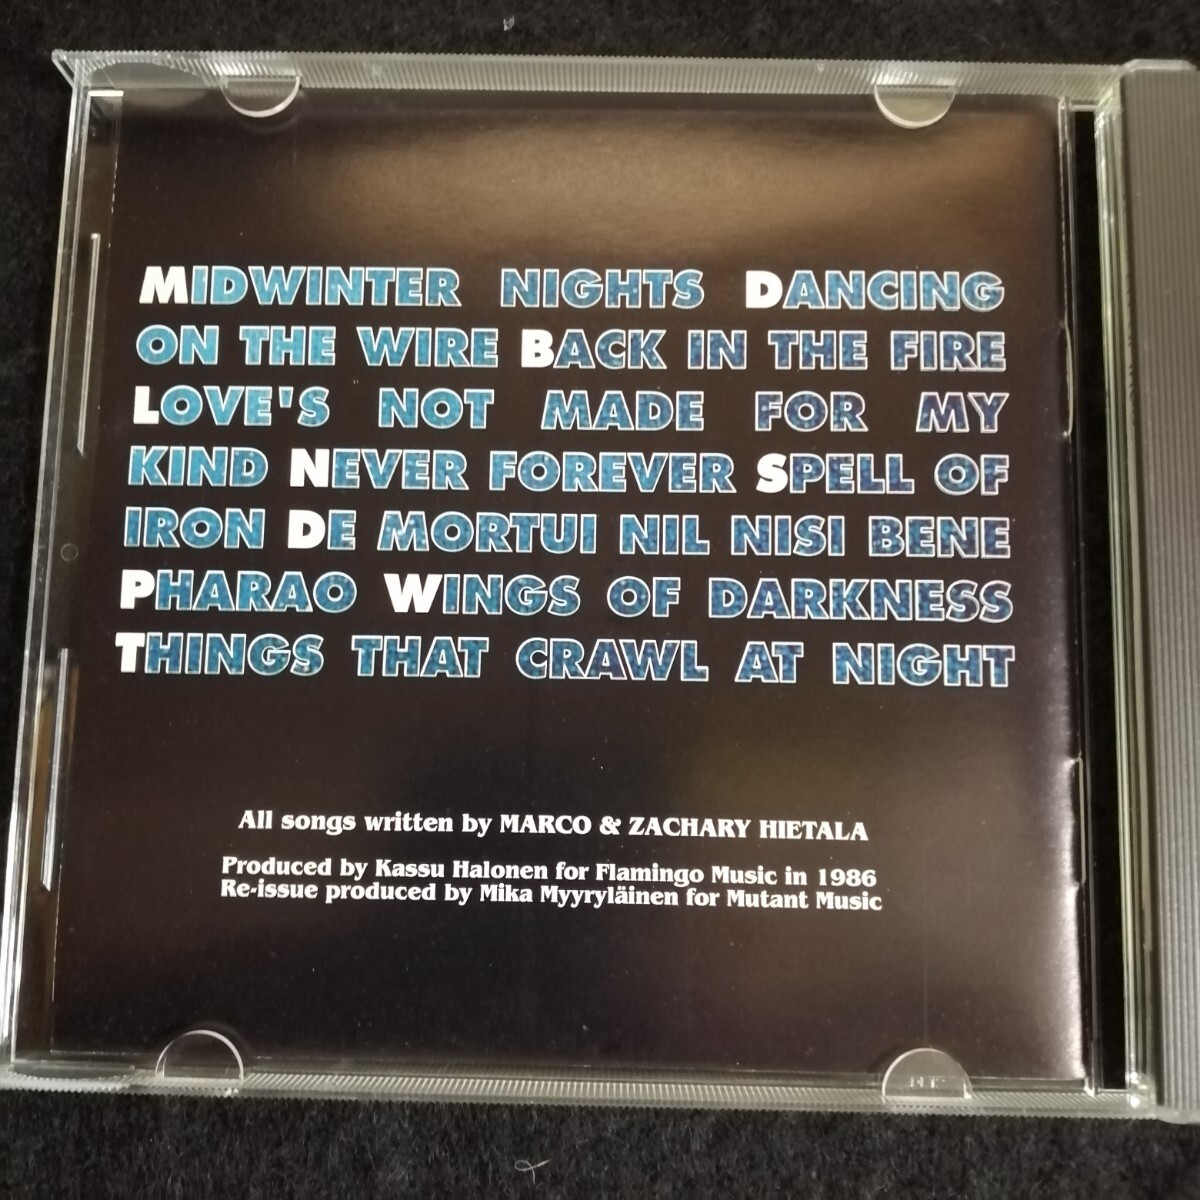 MIDWINTER NIGHTS DANCING
ON THE WIRE BACK IN THE FIRE
LOVE'S NOT MADE FOR MY
KIND NEVER FOREVER SPELL OF
IRON DE MORTUI NIL NISI BENE
PHARAO WINGS OF DARKNESS
THINGS THAT CRAWL AT NIGHT
All songs written by MARCO & ZACHARY HIETALA
Produced by Kassu Halonen for Flamingo Music in 1986
Re-issue produced by Mika Myyryläinen for Mutant Music